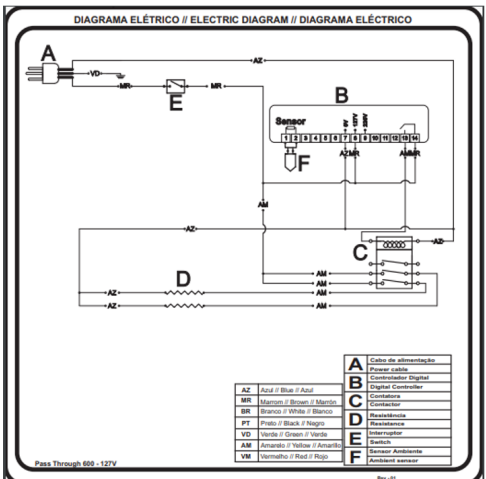 DIAGRAMA ELÉTRICO // ELECTRIC DIAGRAM // DIAGRAMA ELÉCTRICO
A
AZ
VD
MR
MR
E
B
Sensor
0V
127V
220V
1 2 3 4 5 6 7 8 9 10 11 12 13 14
F
AZ MR
AM MR
AM
AZ
AZ
C
D
AM
AZ
AM
AZ
AM
AZ Azul // Blue // Azul
MR Marrom // Brown // Marrón
BR Branco // White // Blanco
PT Preto // Black // Negro
VD Verde // Green // Verde
AM Amarelo // Yellow // Amarillo
VM Vermelho // Red // Rojo
A Cabo de alimentação
Power cable
B Controlador Digital
Digital Controller
C Contatora
Contactor
D Resistência
Resistance
E Interruptor
Switch
F Sensor Ambiente
Ambient sensor
Pass Through 600 - 127V